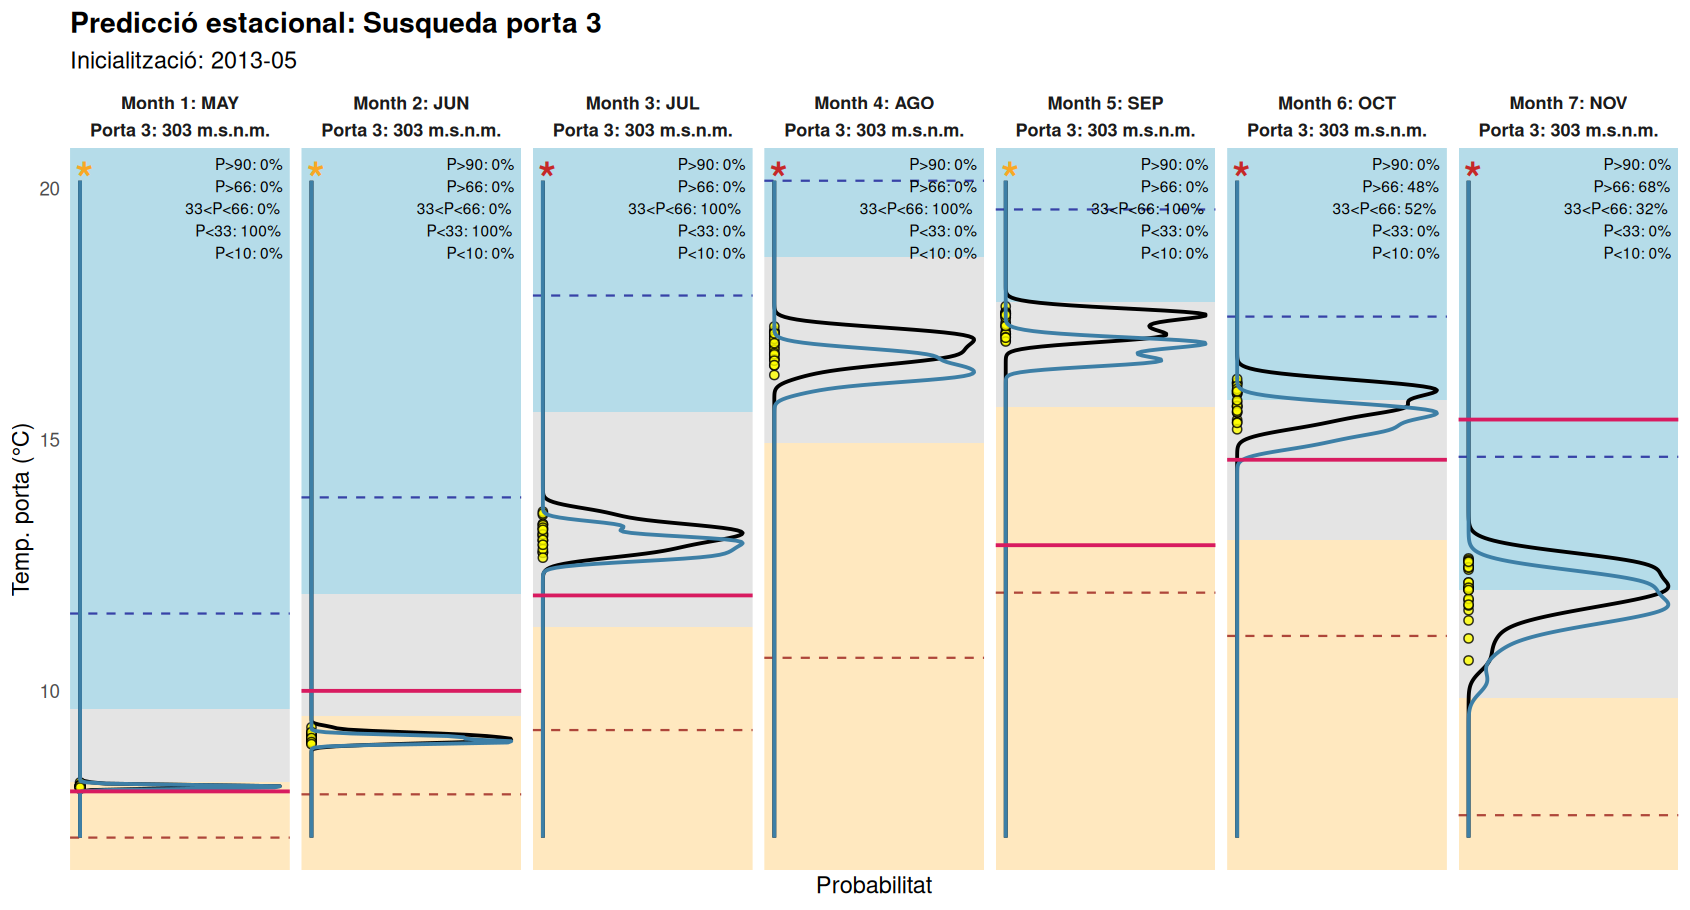 Predicció estacional: Susqueda porta 3
Inicialització: 2013-05
Month 1: MAY
Porta 3: 303 m.s.n.m.
Month 2: JUN
Porta 3: 303 m.s.n.m.
Month 3: JUL
Porta 3: 303 m.s.n.m.
Month 4: AGO
Porta 3: 303 m.s.n.m.
Month 5: SEP
Porta 3: 303 m.s.n.m.
Month 6: OCT
Porta 3: 303 m.s.n.m.
Month 7: NOV
Porta 3: 303 m.s.n.m.
Temp. porta (°C)
20
15
10
*
P>90: 0%
P>66: 0%
33<P<66: 0%
P<33: 100%
P<10: 0%
*
P>90: 0%
P>66: 0%
33<P<66: 0%
P<33: 100%
P<10: 0%
*
P>90: 0%
P>66: 0%
33<P<66: 100%
P<33: 0%
P<10: 0%
*
P>90: 0%
P>66: 0%
33<P<66: 100%
P<33: 0%
P<10: 0%
*
P>90: 0%
P>66: 0%
33<P<66: 100%
P<33: 0%
P<10: 0%
*
P>90: 0%
P>66: 48%
33<P<66: 52%
P<33: 0%
P<10: 0%
*
P>90: 0%
P>66: 68%
33<P<66: 32%
P<33: 0%
P<10: 0%
Probabilitat